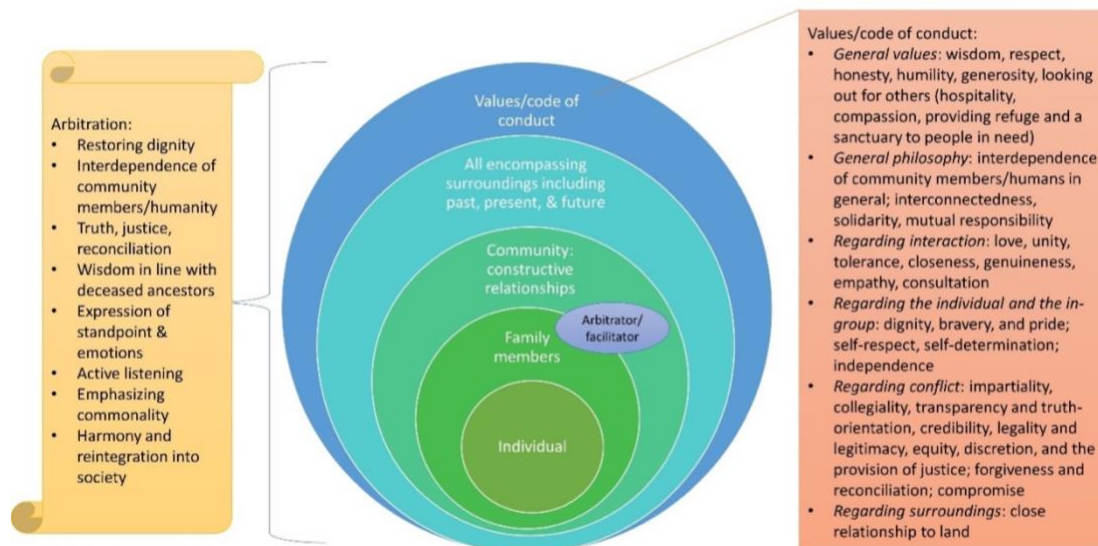 Arbitration:
• Restoring dignity
• Interdependence of
community
members/humanity
• Truth, justice,
reconciliation
• Wisdom in line with
deceased ancestors
• Expression of
standpoint &
emotions
• Active listening
• Emphasizing
commonality
• Harmony and
reintegration into
society
Values/code of
conduct
All encompassing
surroundings including
past, present, & future
Community:
constructive
relationships
Arbitrator/
facilitator
Family
members
Individual
Values/code of conduct:
• General values: wisdom, respect,
honesty, humility, generosity, looking
out for others (hospitality,
compassion, providing refuge and a
sanctuary to people in need)
• General philosophy: interdependence
of community members/humans in
general; interconnectedness,
solidarity, mutual responsibility
• Regarding interaction: love, unity,
tolerance, closeness, genuineness,
empathy, consultation
• Regarding the individual and the in-
group: dignity, bravery, and pride;
self-respect, self-determination;
independence
• Regarding conflict: impartiality,
collegiality, transparency and truth-
orientation, credibility, legality and
legitimacy, equity, discretion, and the
provision of justice; forgiveness and
reconciliation; compromise
• Regarding surroundings: close
relationship to land